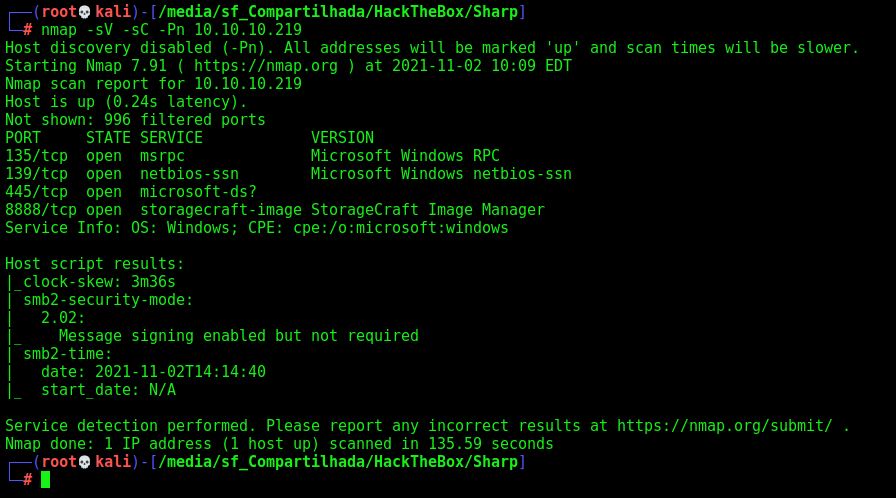 ┌──(root💀kali)-[/media/sf_Compartilhada/HackTheBox/Sharp]
└─# nmap -sV -sC -Pn 10.10.10.219
Host discovery disabled (-Pn). All addresses will be marked 'up' and scan times will be slower.
Starting Nmap 7.91 ( https://nmap.org ) at 2021-11-02 10:09 EDT
Nmap scan report for 10.10.10.219
Host is up (0.24s latency).
Not shown: 996 filtered ports
PORT     STATE SERVICE            VERSION
135/tcp  open  msrpc              Microsoft Windows RPC
139/tcp  open  netbios-ssn        Microsoft Windows netbios-ssn
445/tcp  open  microsoft-ds?
8888/tcp open  storagecraft-image StorageCraft Image Manager
Service Info: OS: Windows; CPE: cpe:/o:microsoft:windows

Host script results:
|_clock-skew: 3m36s
| smb2-security-mode:
|   2.02:
|_    Message signing enabled but not required
| smb2-time:
|   date: 2021-11-02T14:14:40
|_  start_date: N/A

Service detection performed. Please report any incorrect results at https://nmap.org/submit/ .
Nmap done: 1 IP address (1 host up) scanned in 135.59 seconds
┌──(root💀kali)-[/media/sf_Compartilhada/HackTheBox/Sharp]
└─#